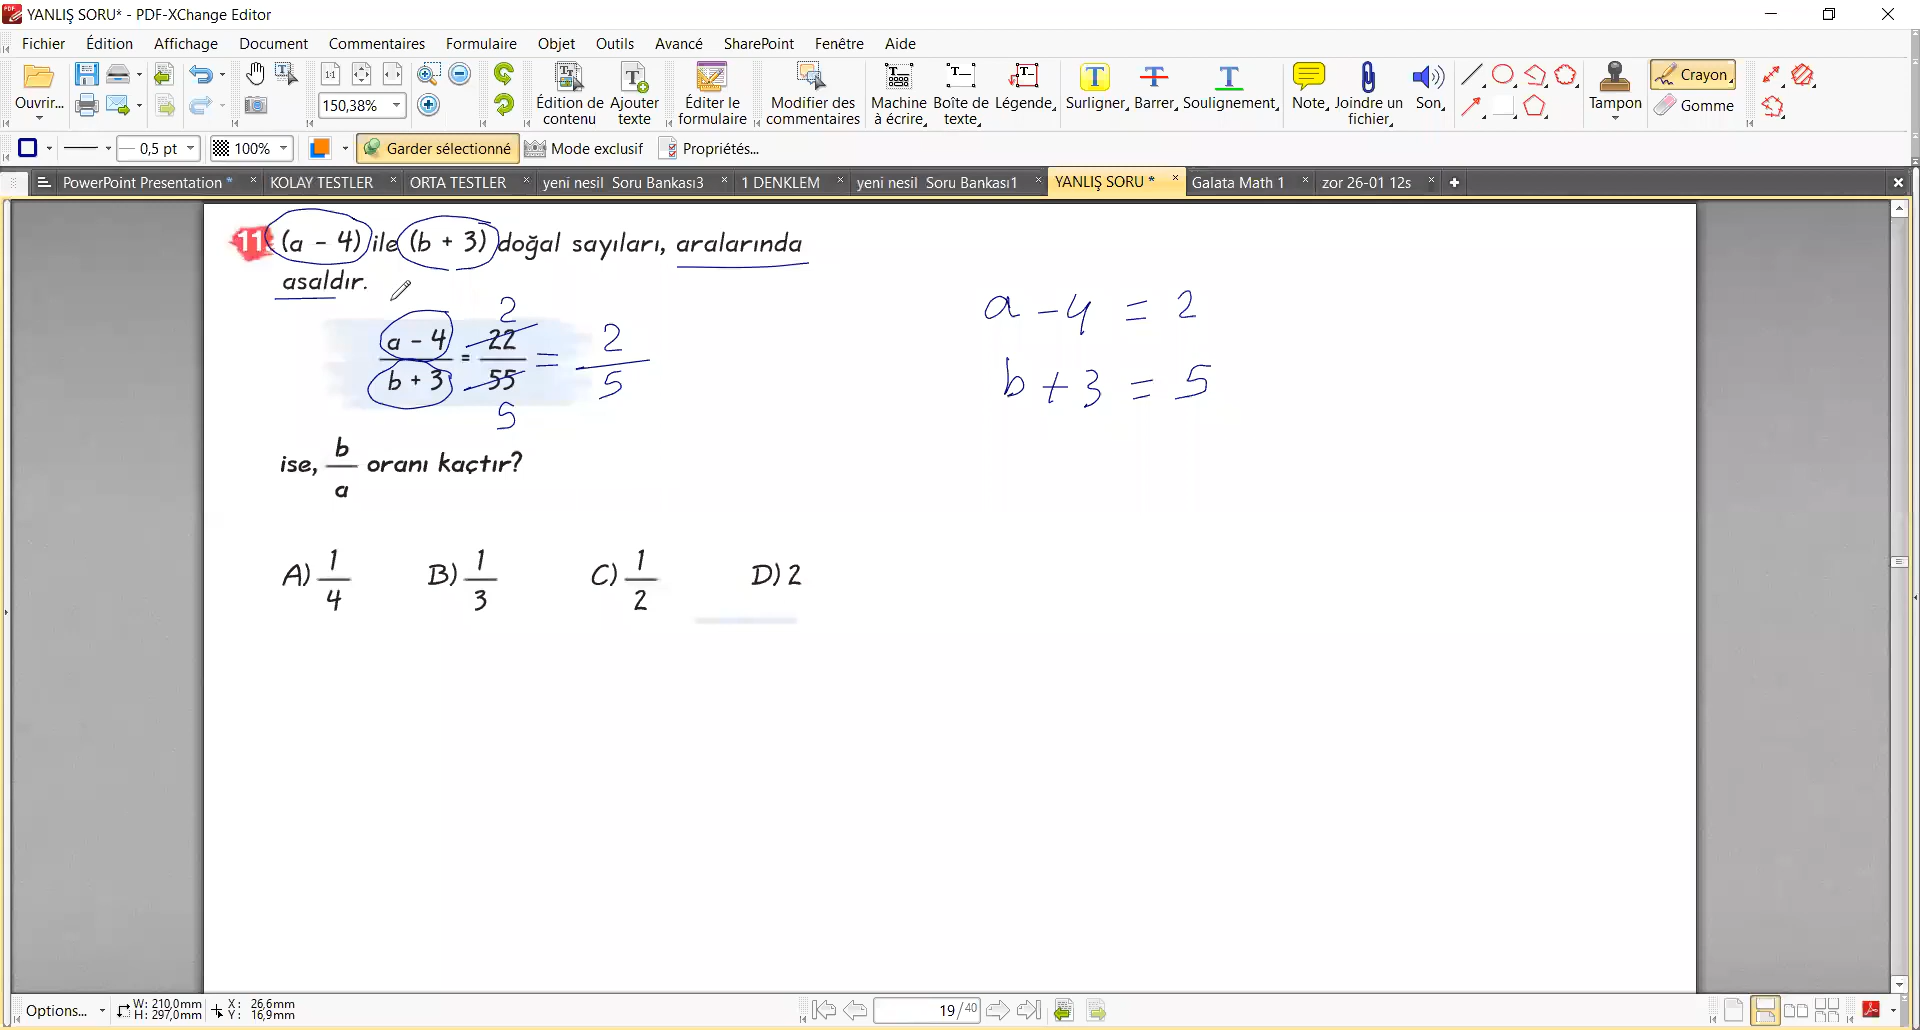 YANLIŞ SORU* - PDF-XChange Editor
Fichier Édition Affichage Document Commentaires Formulaire Objet Outils Avancé SharePoint Fenêtre Aide
Ouvrir... 1:1 150,38% Édition de contenu Ajouter texte Éditer le formulaire Modifier des commentaires Machine à écrire Boîte de texte Légende Surligner Barrer Soulignement Note Joindre un fichier Son Tampon Crayon Gomme
0,5 pt 100% Garder sélectionné Mode exclusif Propriétés...
PowerPoint Presentation * KOLAY TESTLER ORTA TESTLER yeni nesil Soru Bankası3 1 DENKLEM yeni nesil Soru Bankası1 YANLIŞ SORU * Galata Math 1 zor 26-01 12s
11 (a - 4) ile (b + 3) doğal sayıları, aralarında
asaldır.
2
a - 4 / b + 3 = 22 / 55 = 2 / 5
5
a - 4 = 2
b + 3 = 5
ise, b / a oranı kaçtır?
A) 1 / 4 B) 1 / 3 C) 1 / 2 D) 2
Options... W: 210,0mm H: 297,0mm X: 26,6mm Y: 16,9mm 19 / 40